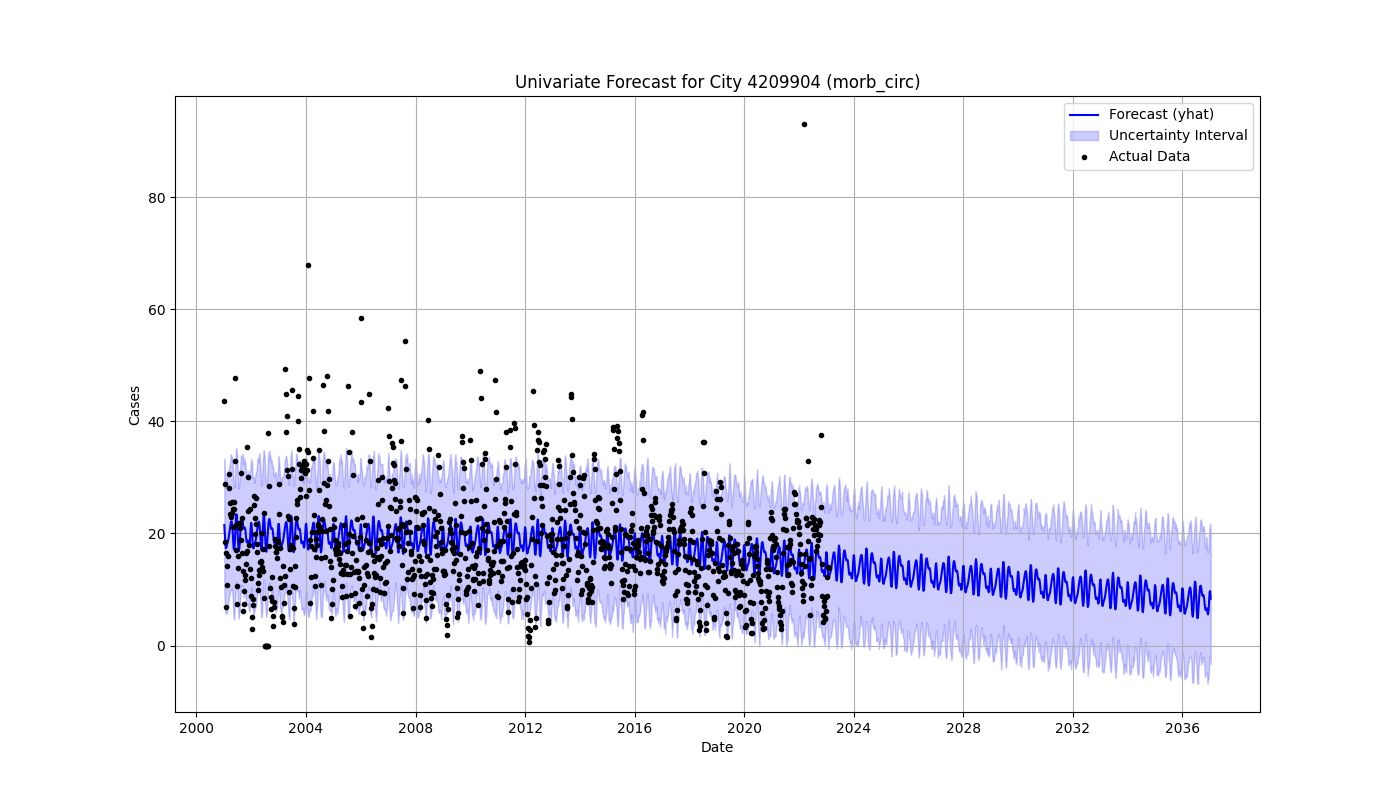 Univariate Forecast for City 4209904 (morb_circ)
Forecast (yhat)
Uncertainty Interval
Actual Data
Cases
80
60
40
20
0
2000 2004 2008 2012 2016 2020 2024 2028 2032 2036
Date